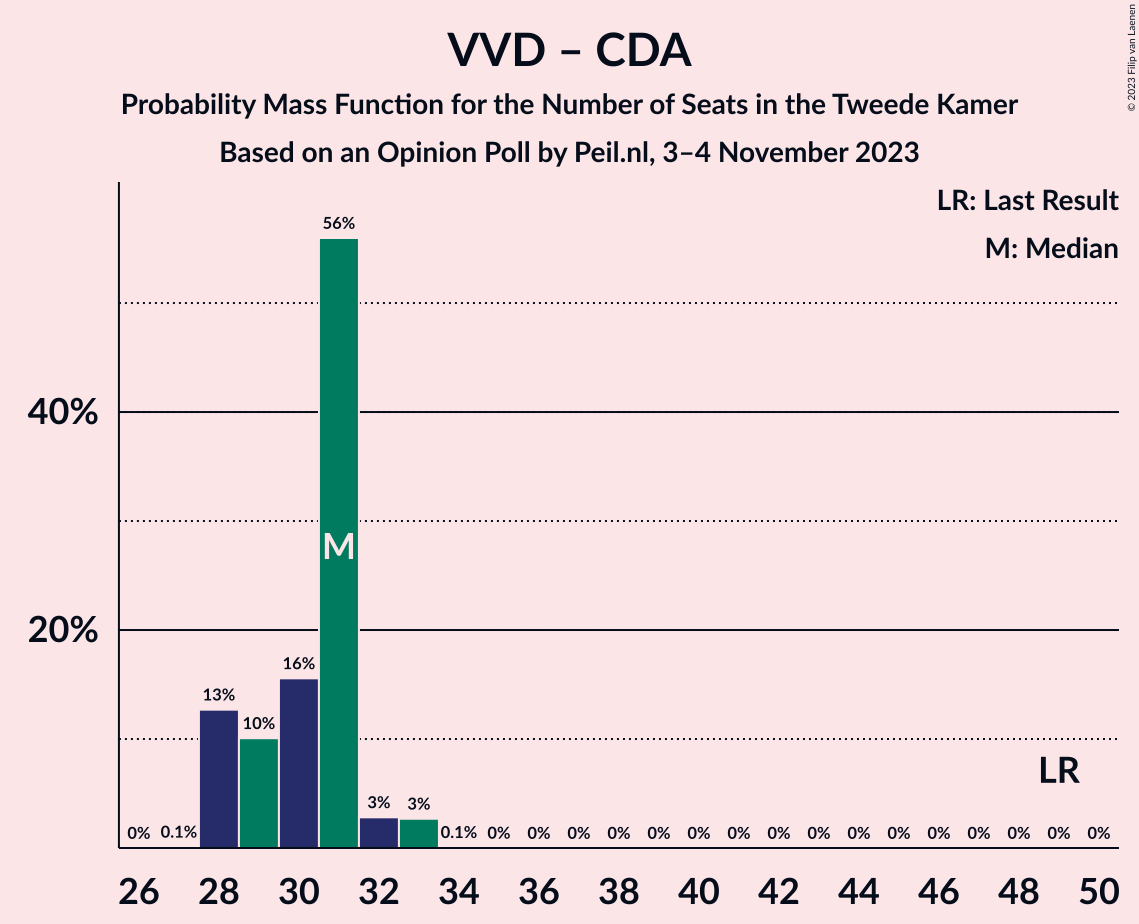 VVD – CDA
Probability Mass Function for the Number of Seats in the Tweede Kamer
Based on an Opinion Poll by Peil.nl, 3–4 November 2023
© 2023 Filip van Laenen
LR: Last Result
M: Median
56%
40%
M
20%
16%
13%
10%
LR
3% 3%
0% 0.1% 0.1% 0% 0% 0% 0% 0% 0% 0% 0% 0% 0% 0% 0% 0% 0% 0% 0%
26 28 30 32 34 36 38 40 42 44 46 48 50